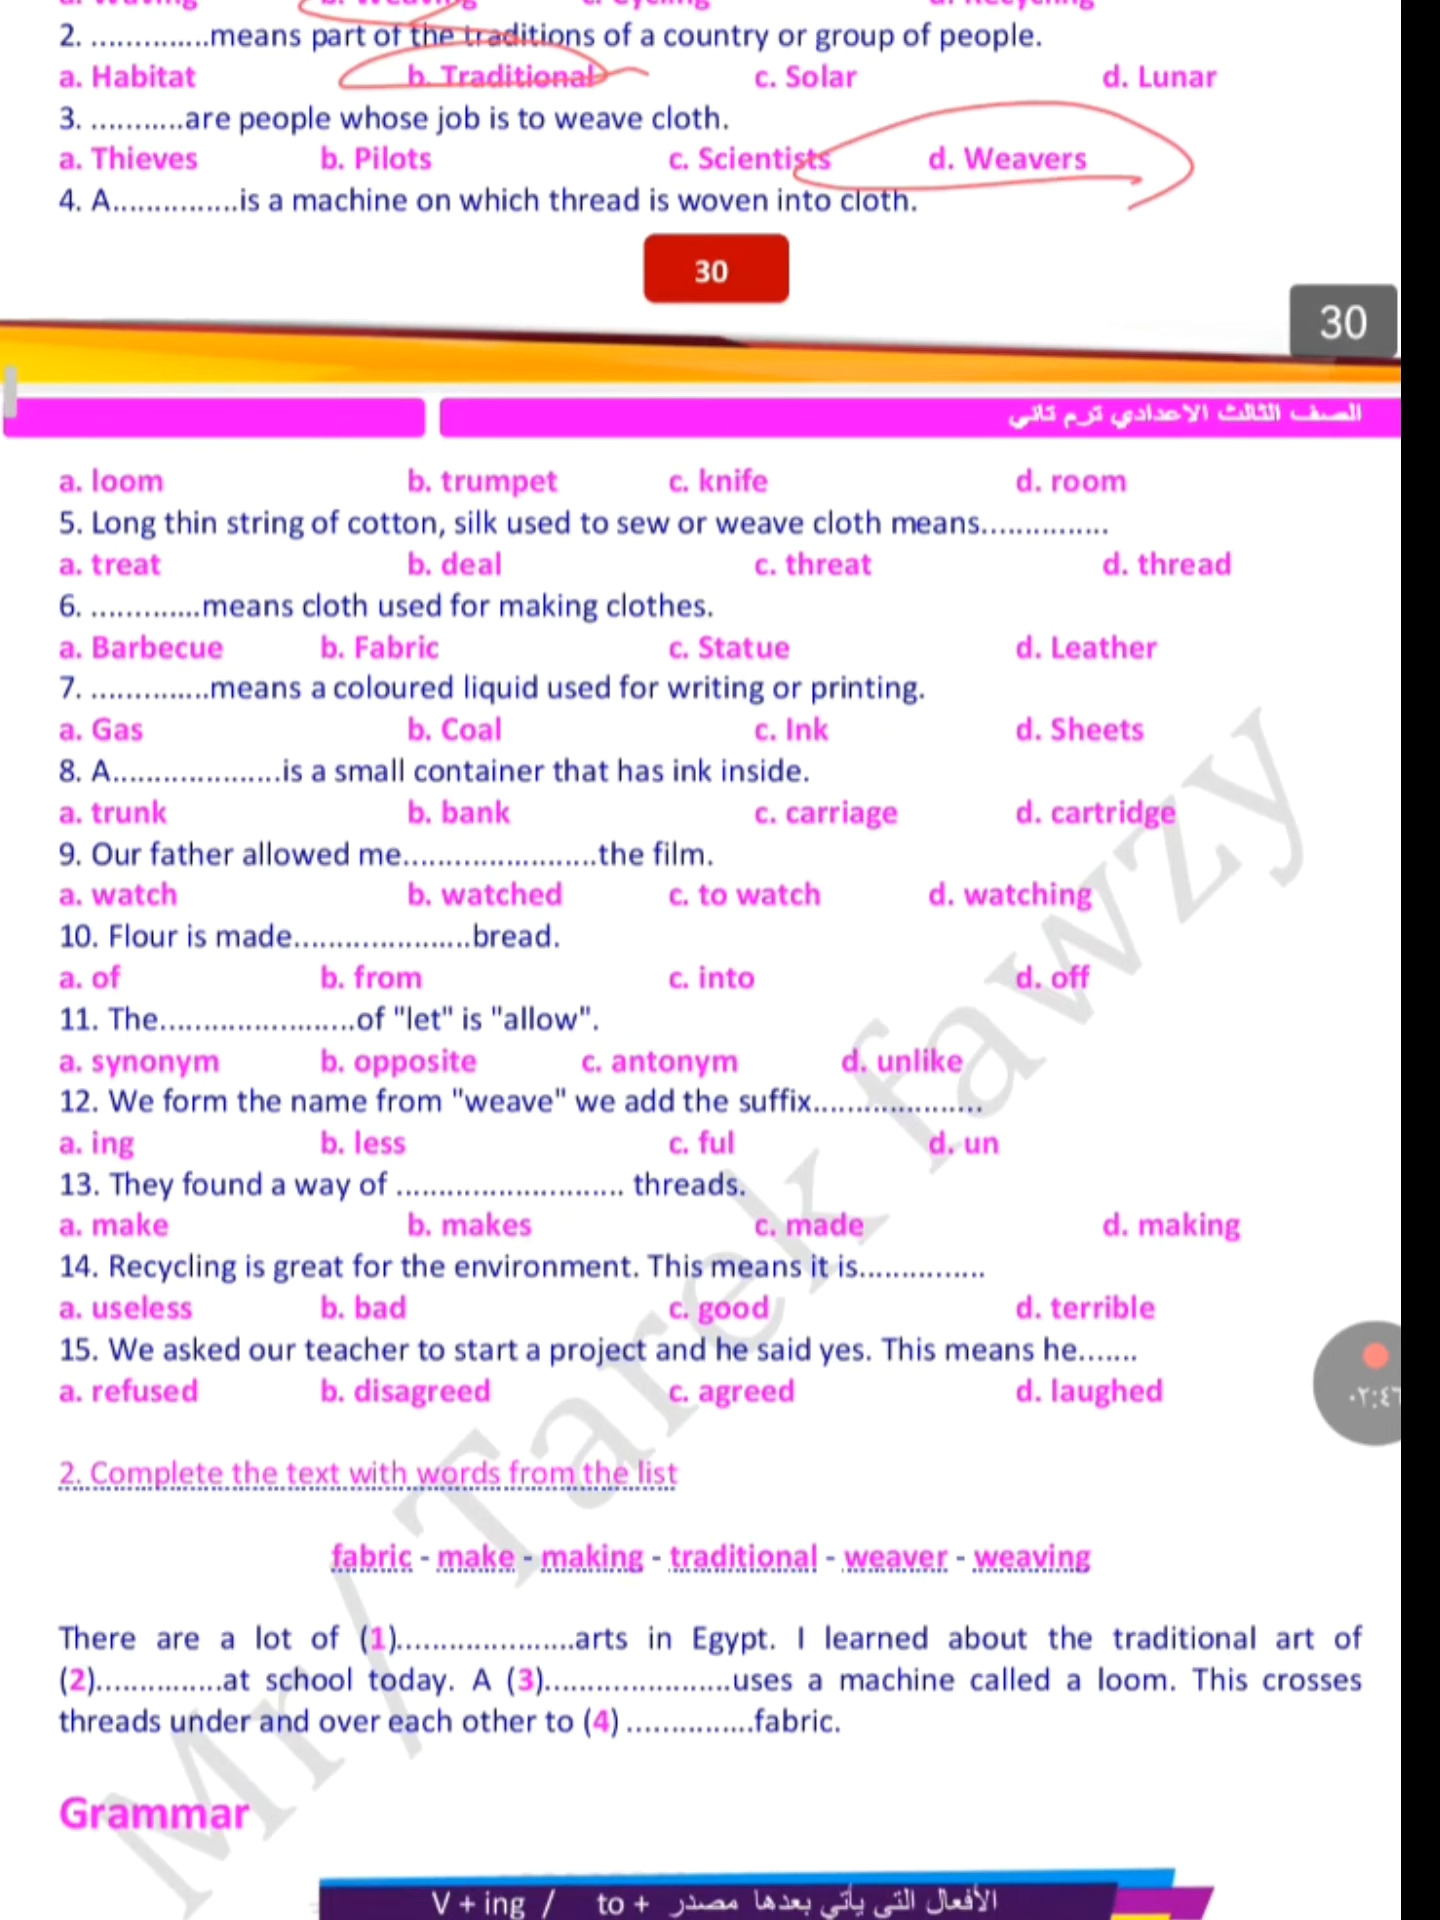 a. Waving b. Weaving c. Cycling d. Recycling
2. ..............means part of the traditions of a country or group of people.
a. Habitat b. Traditional c. Solar d. Lunar
3. ...........are people whose job is to weave cloth.
a. Thieves b. Pilots c. Scientists d. Weavers
4. A...............is a machine on which thread is woven into cloth.
30
30
الصف الثالث الاعدادي ترم ثاني
a. loom b. trumpet c. knife d. room
5. Long thin string of cotton, silk used to sew or weave cloth means...............
a. treat b. deal c. threat d. thread
6. .............means cloth used for making clothes.
a. Barbecue b. Fabric c. Statue d. Leather
7. ..............means a coloured liquid used for writing or printing.
a. Gas b. Coal c. Ink d. Sheets
8. A....................is a small container that has ink inside.
a. trunk b. bank c. carriage d. cartridge
9. Our father allowed me.......................the film.
a. watch b. watched c. to watch d. watching
10. Flour is made.....................bread.
a. of b. from c. into d. off
11. The.......................of "let" is "allow".
a. synonym b. opposite c. antonym d. unlike
12. We form the name from "weave" we add the suffix....................
a. ing b. less c. ful d. un
13. They found a way of ........................... threads.
a. make b. makes c. made d. making
14. Recycling is great for the environment. This means it is...............
a. useless b. bad c. good d. terrible
15. We asked our teacher to start a project and he said yes. This means he.......
a. refused b. disagreed c. agreed d. laughed
2. Complete the text with words from the list
fabric - make - making - traditional - weaver - weaving
There are a lot of (1).....................arts in Egypt. I learned about the traditional art of
(2)...............at school today. A (3)......................uses a machine called a loom. This crosses
threads under and over each other to (4) ...............fabric.
Grammar
V + ing / to + الأفعال التى يأتي بعدها مصدر
Mr/ Tarek fawzy